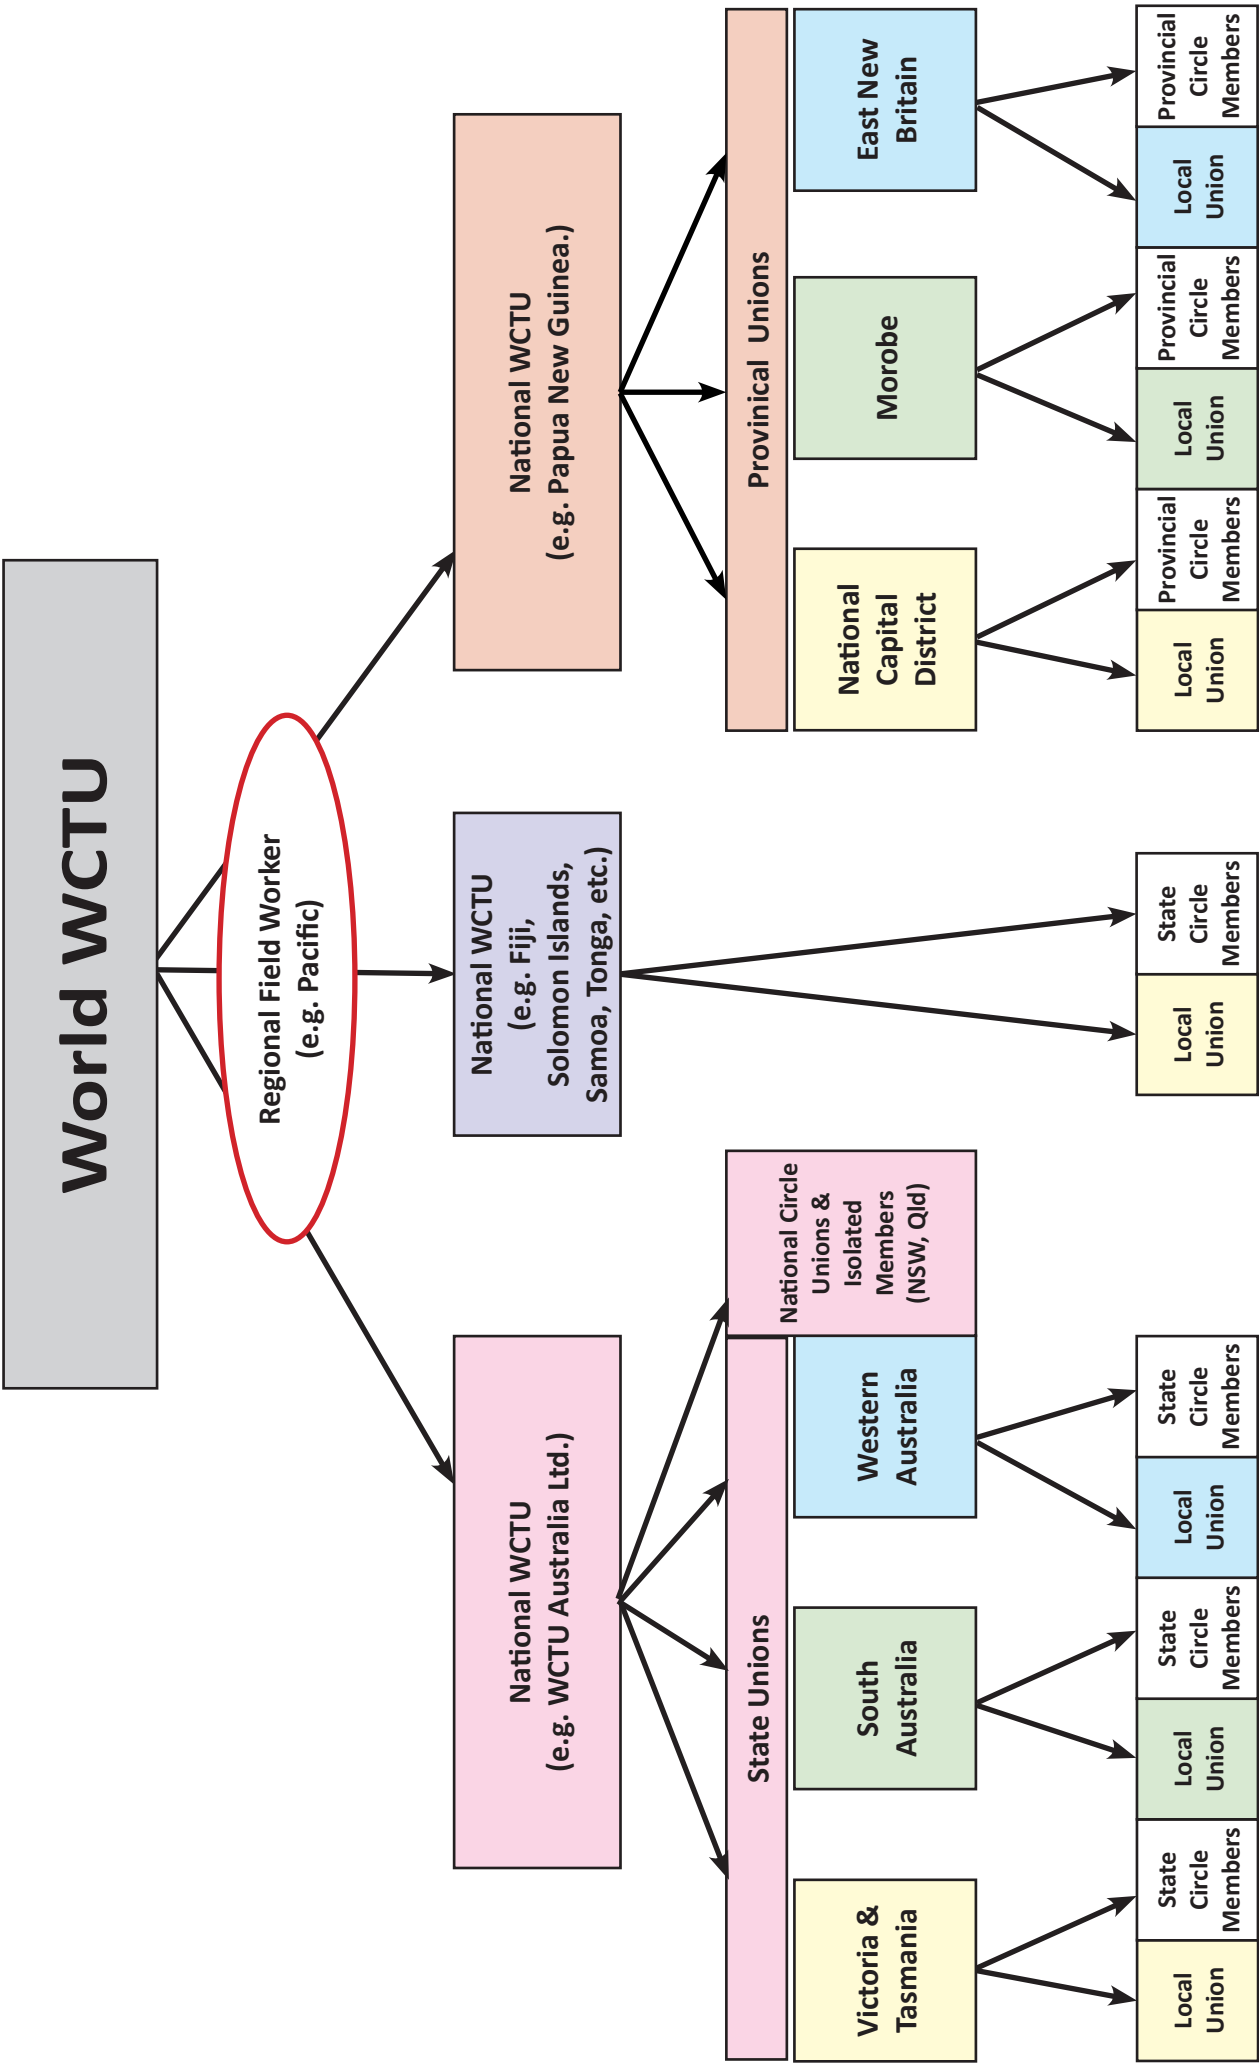 World WCTU
Regional Field Worker
(e.g. Pacific)
National WCTU
(e.g. WCTU Australia Ltd.)
National WCTU
(e.g. Fiji,
Solomon Islands,
Samoa, Tonga, etc.)
National WCTU
(e.g. Papua New Guinea.)
State Unions
National Circle
Unions &
Isolated
Members
(NSW, Qld)
Provinical Unions
Victoria &
Tasmania
South
Australia
Western
Australia
National
Capital
District
Morobe
East New
Britain
Local
Union
State
Circle
Members
Local
Union
State
Circle
Members
Local
Union
State
Circle
Members
Local
Union
State
Circle
Members
Local
Union
Provincial
Circle
Members
Local
Union
Provincial
Circle
Members
Local
Union
Provincial
Circle
Members